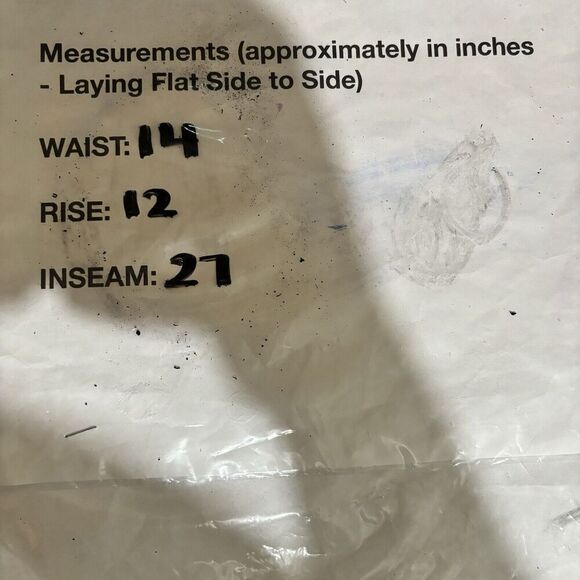 Measurements (approximately in inches
- Laying Flat Side to Side)
WAIST: 14
RISE: 12
INSEAM: 27